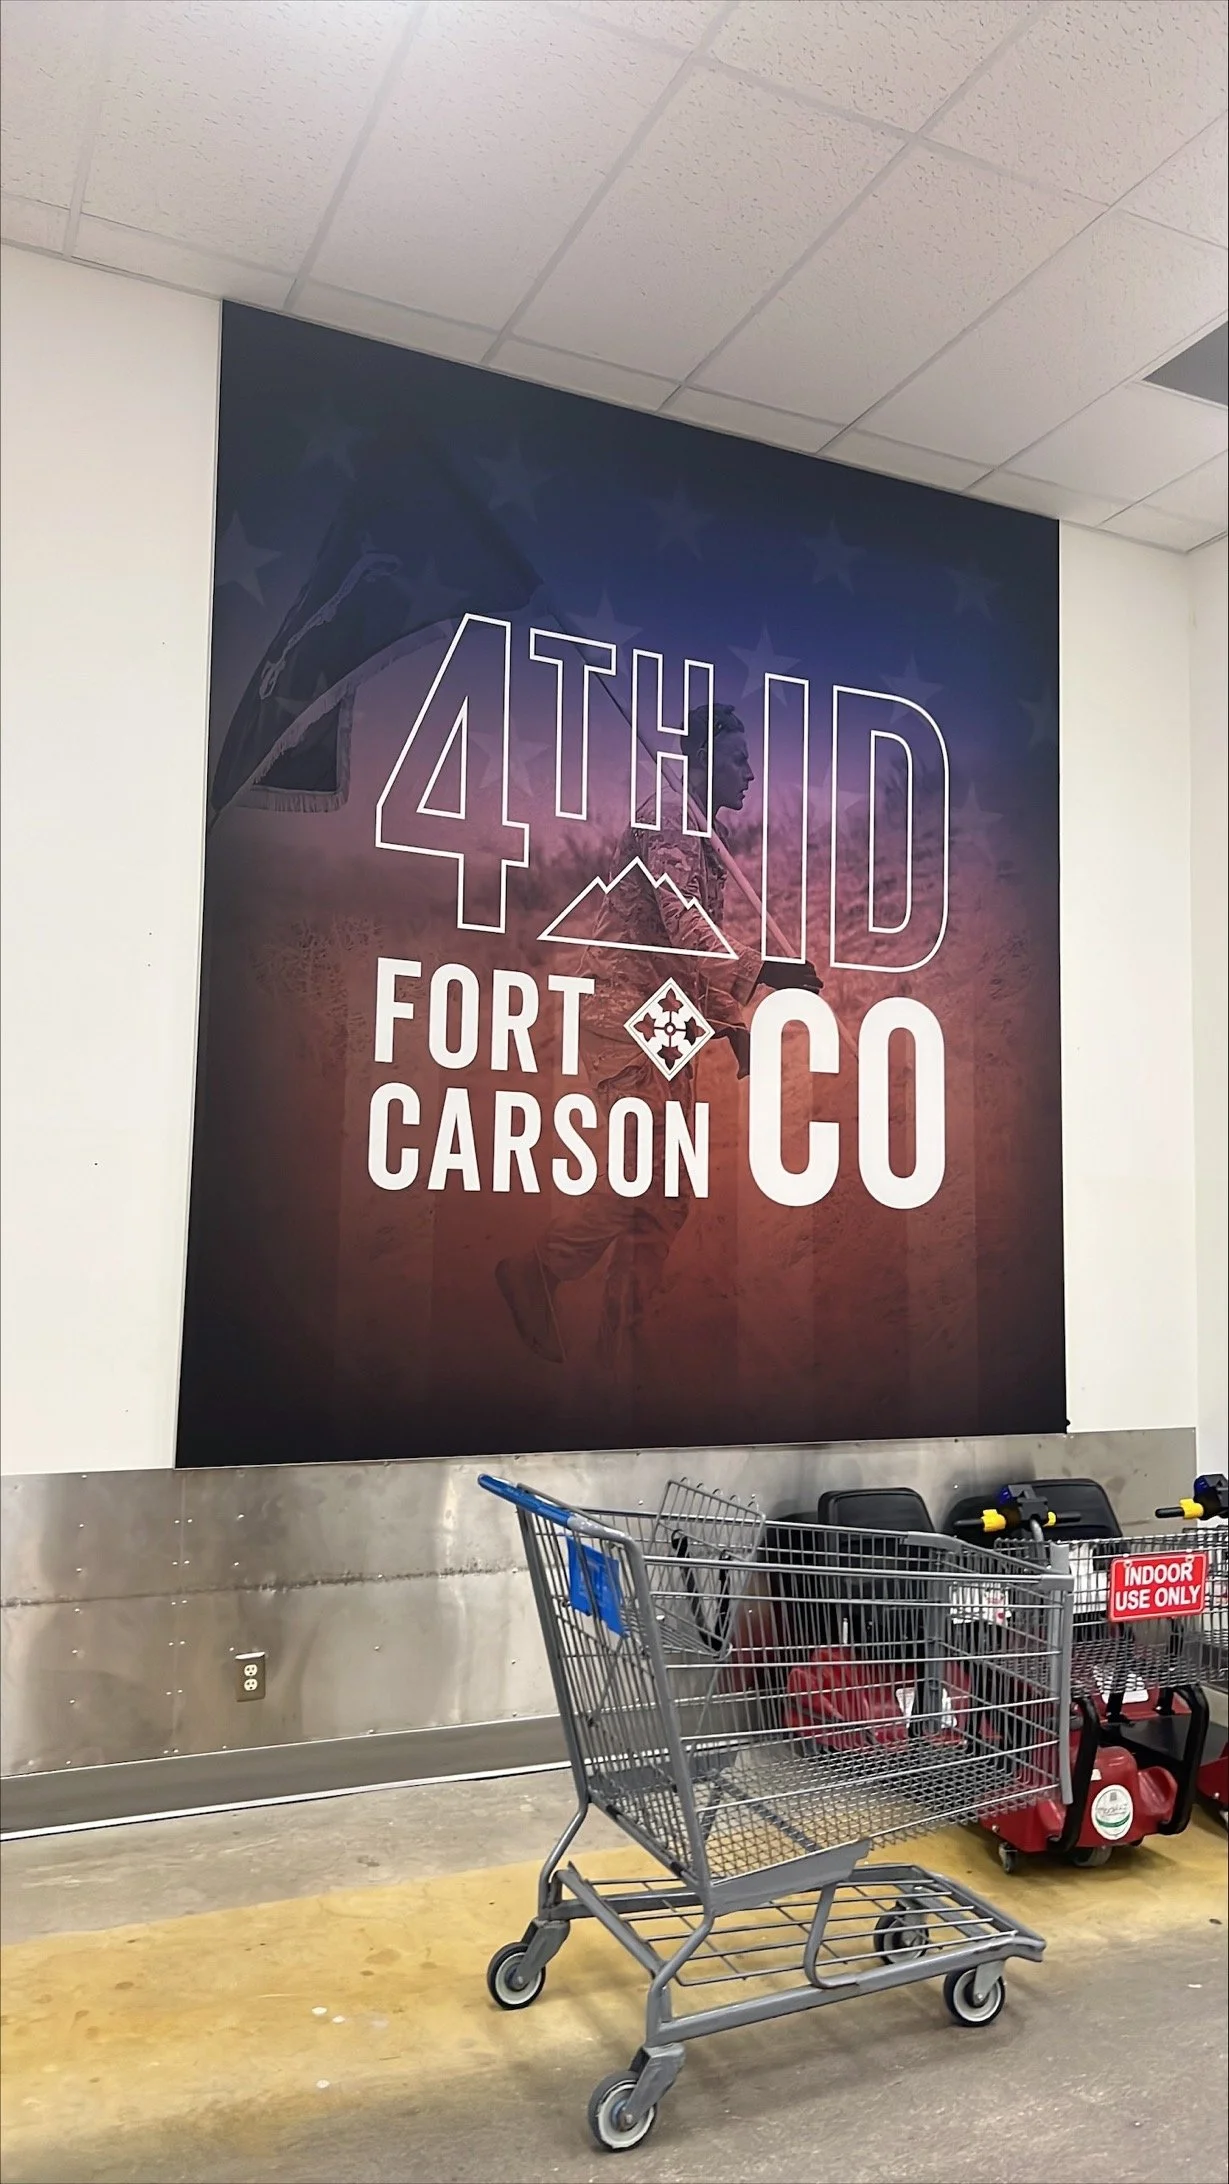 4TH ID
FORT
CARSON
CO
INDOOR
USE ONLY